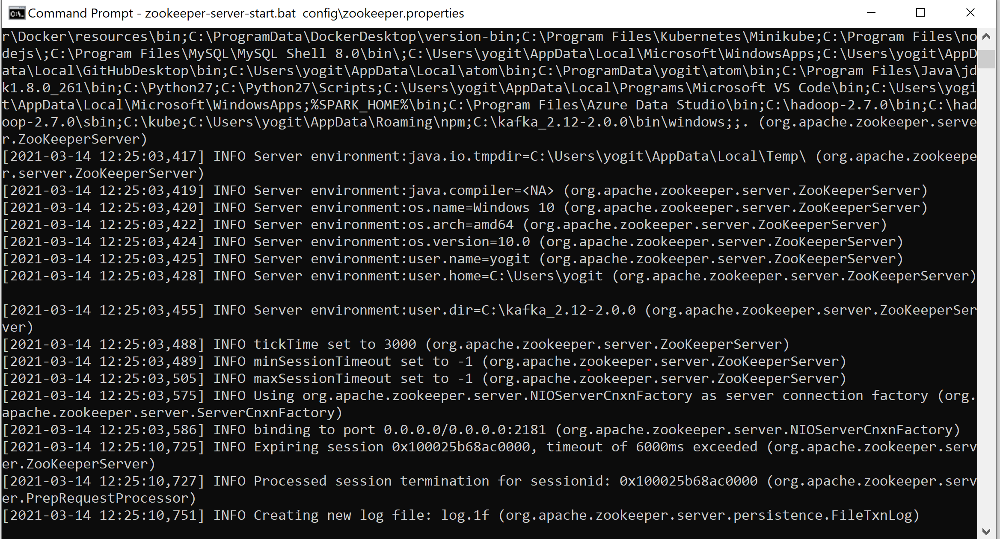 Command Prompt - zookeeper-server-start.bat  config\zookeeper.properties
r\Docker\resources\bin;C:\ProgramData\DockerDesktop\version-bin;C:\Program Files\Kubernetes\Minikube;C:\Program Files\no
dejs\;C:\Program Files\MySQL\MySQL Shell 8.0\bin\;C:\Users\yogit\AppData\Local\Microsoft\WindowsApps;C:\Users\yogit\AppD
ata\Local\GitHubDesktop\bin;C:\Users\yogit\AppData\Local\atom\bin;C:\ProgramData\yogit\atom\bin;C:\Program Files\Java\jd
k1.8.0_261\bin;C:\Python27;C:\Python27\Scripts;C:\Users\yogit\AppData\Local\Programs\Microsoft VS Code\bin;C:\Users\yogi
t\AppData\Local\Microsoft\WindowsApps;%SPARK_HOME%\bin;C:\Program Files\Azure Data Studio\bin;C:\hadoop-2.7.0\bin;C:\had
oop-2.7.0\sbin;C:\kube;C:\Users\yogit\AppData\Roaming\npm;C:\kafka_2.12-2.0.0\bin\windows;;. (org.apache.zookeeper.serve
r.ZooKeeperServer)
[2021-03-14 12:25:03,417] INFO Server environment:java.io.tmpdir=C:\Users\yogit\AppData\Local\Temp\ (org.apache.zookeepe
r.server.ZooKeeperServer)
[2021-03-14 12:25:03,419] INFO Server environment:java.compiler=<NA> (org.apache.zookeeper.server.ZooKeeperServer)
[2021-03-14 12:25:03,420] INFO Server environment:os.name=Windows 10 (org.apache.zookeeper.server.ZooKeeperServer)
[2021-03-14 12:25:03,422] INFO Server environment:os.arch=amd64 (org.apache.zookeeper.server.ZooKeeperServer)
[2021-03-14 12:25:03,424] INFO Server environment:os.version=10.0 (org.apache.zookeeper.server.ZooKeeperServer)
[2021-03-14 12:25:03,425] INFO Server environment:user.name=yogit (org.apache.zookeeper.server.ZooKeeperServer)
[2021-03-14 12:25:03,428] INFO Server environment:user.home=C:\Users\yogit (org.apache.zookeeper.server.ZooKeeperServer)
[2021-03-14 12:25:03,455] INFO Server environment:user.dir=C:\kafka_2.12-2.0.0 (org.apache.zookeeper.server.ZooKeeperSer
ver)
[2021-03-14 12:25:03,488] INFO tickTime set to 3000 (org.apache.zookeeper.server.ZooKeeperServer)
[2021-03-14 12:25:03,489] INFO minSessionTimeout set to -1 (org.apache.zookeeper.server.ZooKeeperServer)
[2021-03-14 12:25:03,505] INFO maxSessionTimeout set to -1 (org.apache.zookeeper.server.ZooKeeperServer)
[2021-03-14 12:25:03,575] INFO Using org.apache.zookeeper.server.NIOServerCnxnFactory as server connection factory (org.
apache.zookeeper.server.ServerCnxnFactory)
[2021-03-14 12:25:03,586] INFO binding to port 0.0.0.0/0.0.0.0:2181 (org.apache.zookeeper.server.NIOServerCnxnFactory)
[2021-03-14 12:25:10,725] INFO Expiring session 0x100025b68ac0000, timeout of 6000ms exceeded (org.apache.zookeeper.serv
er.ZooKeeperServer)
[2021-03-14 12:25:10,727] INFO Processed session termination for sessionid: 0x100025b68ac0000 (org.apache.zookeeper.serv
er.PrepRequestProcessor)
[2021-03-14 12:25:10,751] INFO Creating new log file: log.1f (org.apache.zookeeper.server.persistence.FileTxnLog)